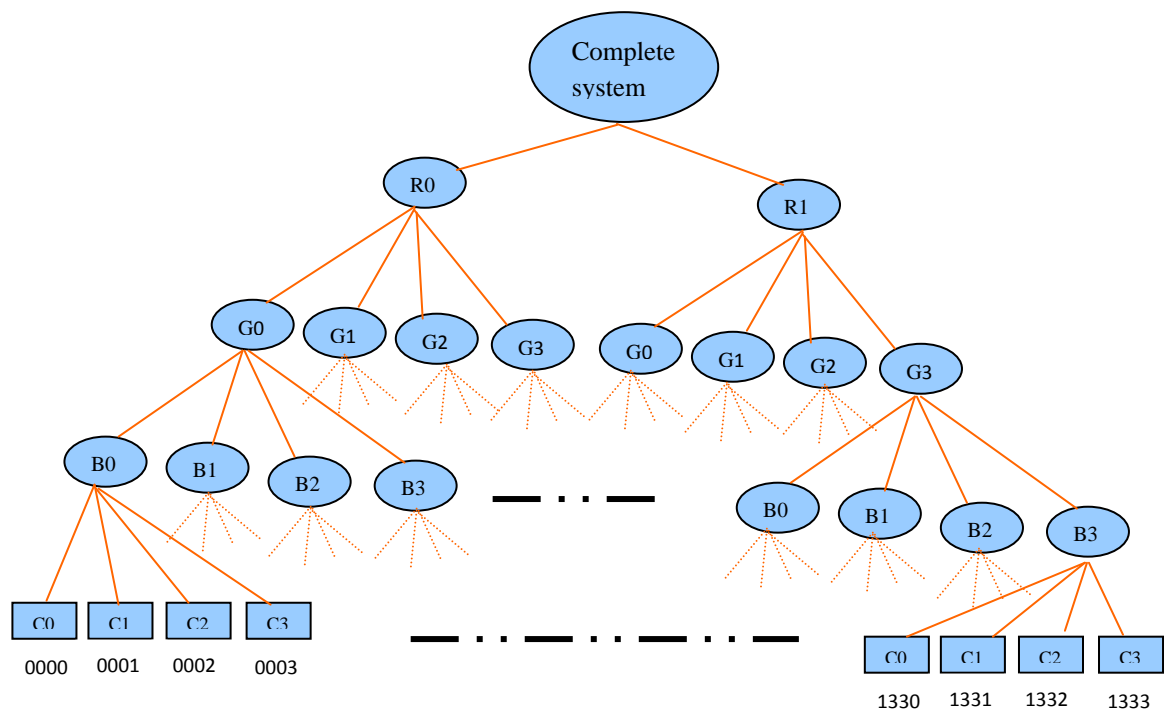 Complete
system
R0
R1
G0
G1
G2
G3
G0
G1
G2
G3
B0
B1
B2
B3
B0
B1
B2
B3
C0
C1
C2
C3
0000
0001
0002
0003
C0
C1
C2
C3
1330
1331
1332
1333